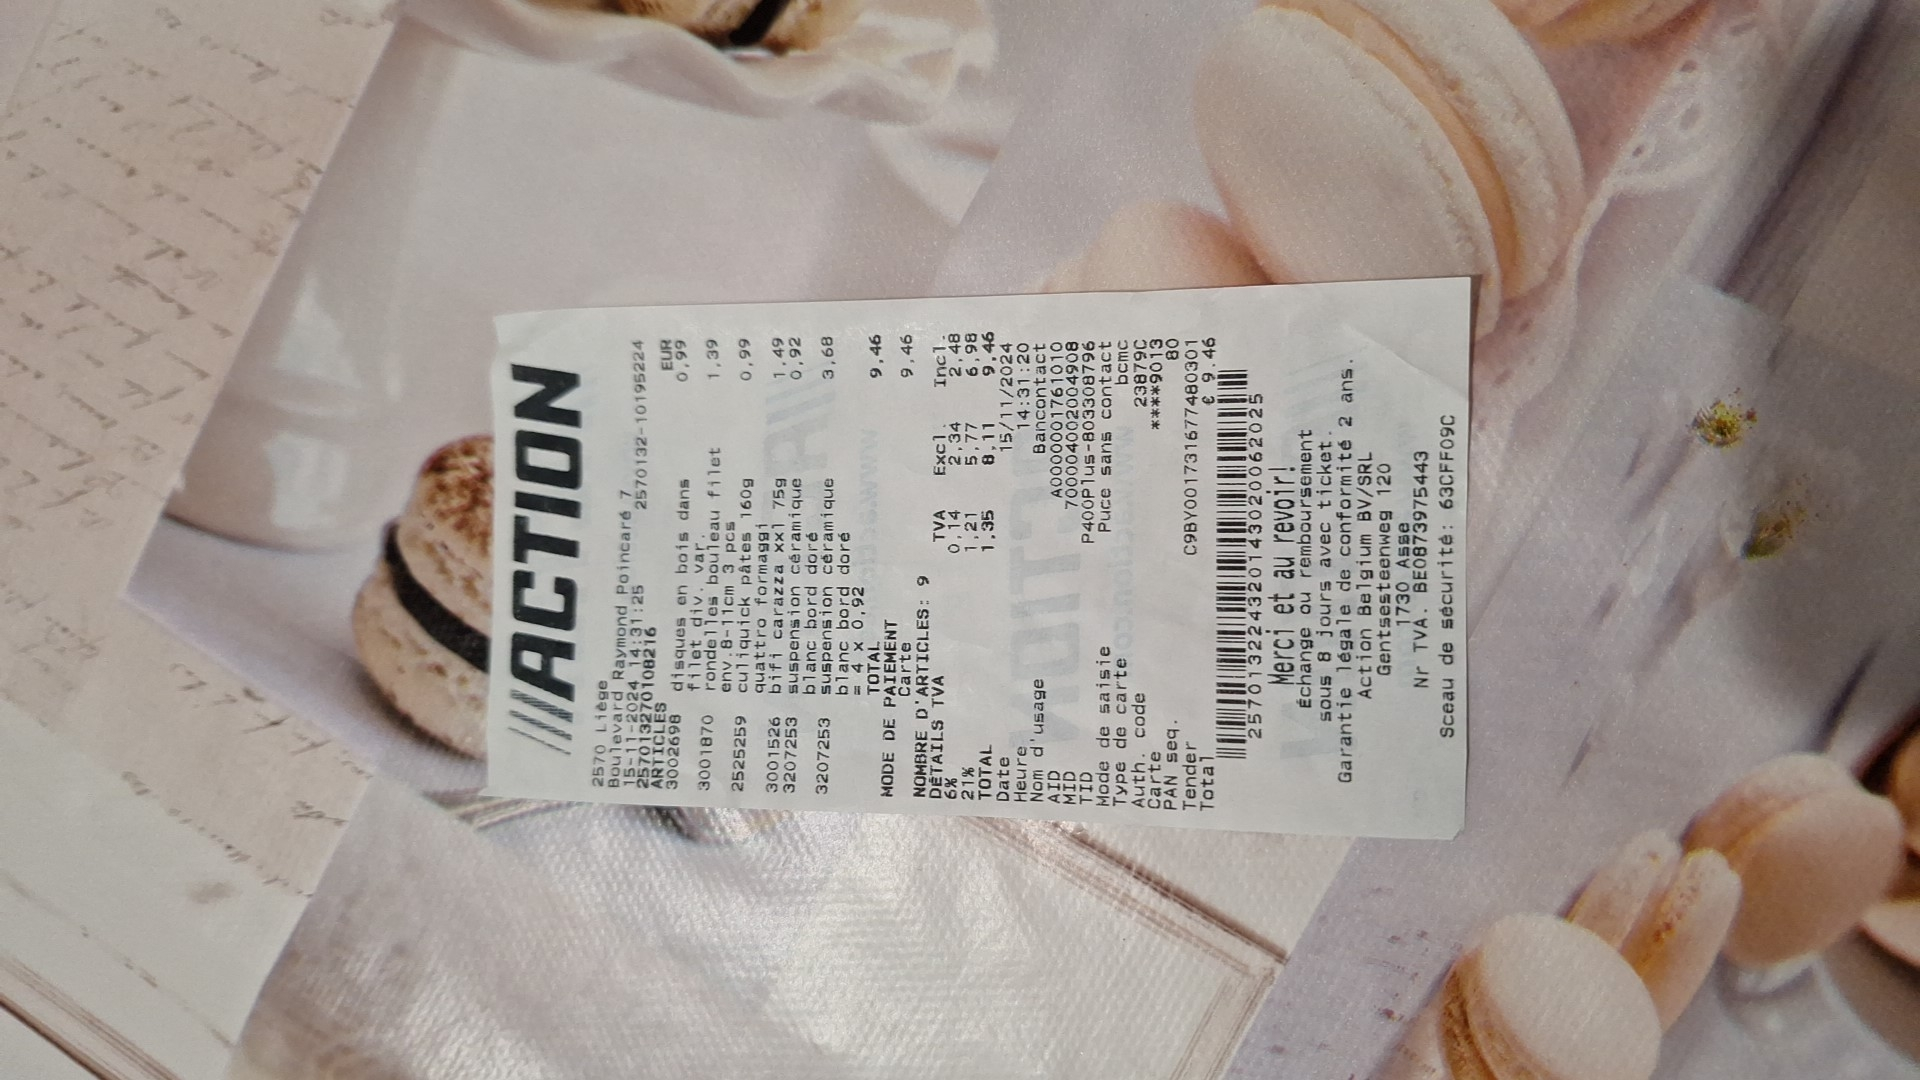 ACTION
2570 Liège
Boulevard Raymond Poincaré 7
15-11-2024 14:31:25 2570132-10195224
257013270108216
ARTICLES EUR
3002698 disques en bois dans 0,99
filet div. var.
3001870 rondelles bouleau filet 1,39
env.8-11cm 3 pcs
2525259 culiquick pâtes 160g 0,99
quattro formaggi
3001526 bifi carazza xxl 75g 1,49
3207253 suspension céramique 0,92
blanc bord doré
3207253 suspension céramique 3,68
blanc bord doré
= 4 x 0,92
TOTAL 9,46
MODE DE PAIEMENT
Carte 9,46
NOMBRE D'ARTICLES: 9
DÉTAILS TVA TVA Excl. Incl.
6% 0,14 2,34 2,48
21% 1,21 5,77 6,98
TOTAL 1,35 8,11 9,46
Date 15/11/2024
Heure 14:31:20
Nom d'usage Bancontact
AID A0000001761010
MID 700004002004908
TID P400Plus-803308796
Mode de saisie Puce sans contact
Type de carte bcmc
Auth. code 23879C
Carte ****9013
PAN seq. 80
Tender C9BY001731677480301
Total € 9.46
2570132243201430202062025
Merci et au revoir!
Échange ou remboursement
sous 8 jours avec ticket.
Garantie légale de conformité 2 ans.
Action Belgium BV/SRL
Gentsesteenweg 120
1730 Asse
Nr TVA. BE0873975443
Sceau de sécurité: 63CFF09C